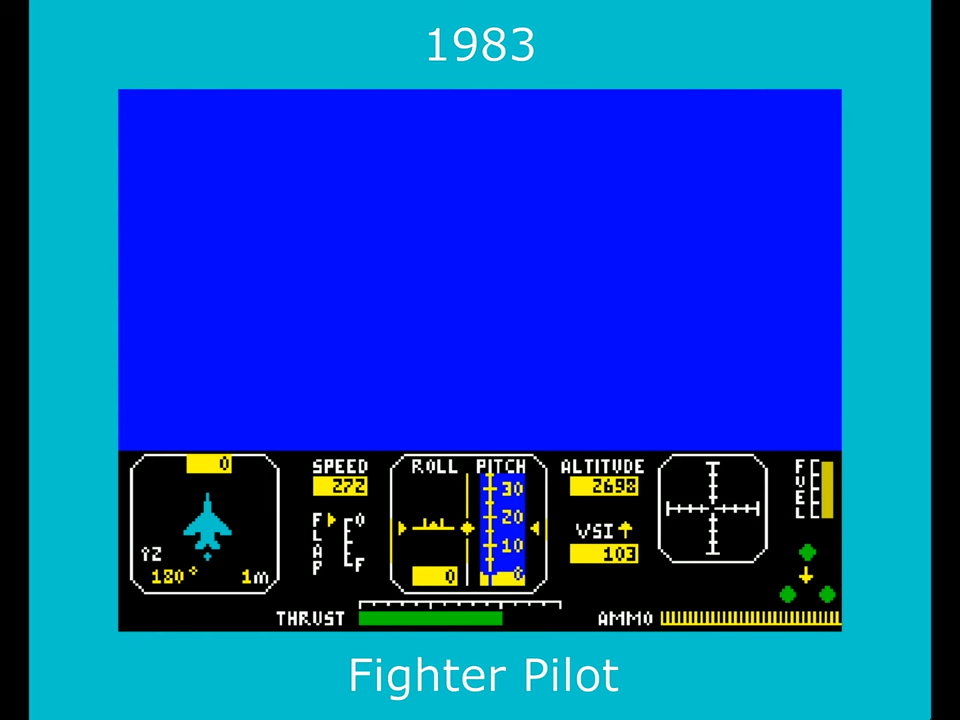 1983
0
SPEED
272
ROLL
PITCH
30
20
10
0
ALTITUDE
2698
VSI
103
FUEL
FLAP
0
F
↑2
180°
1m
0
THRUST
AMMO
Fighter Pilot